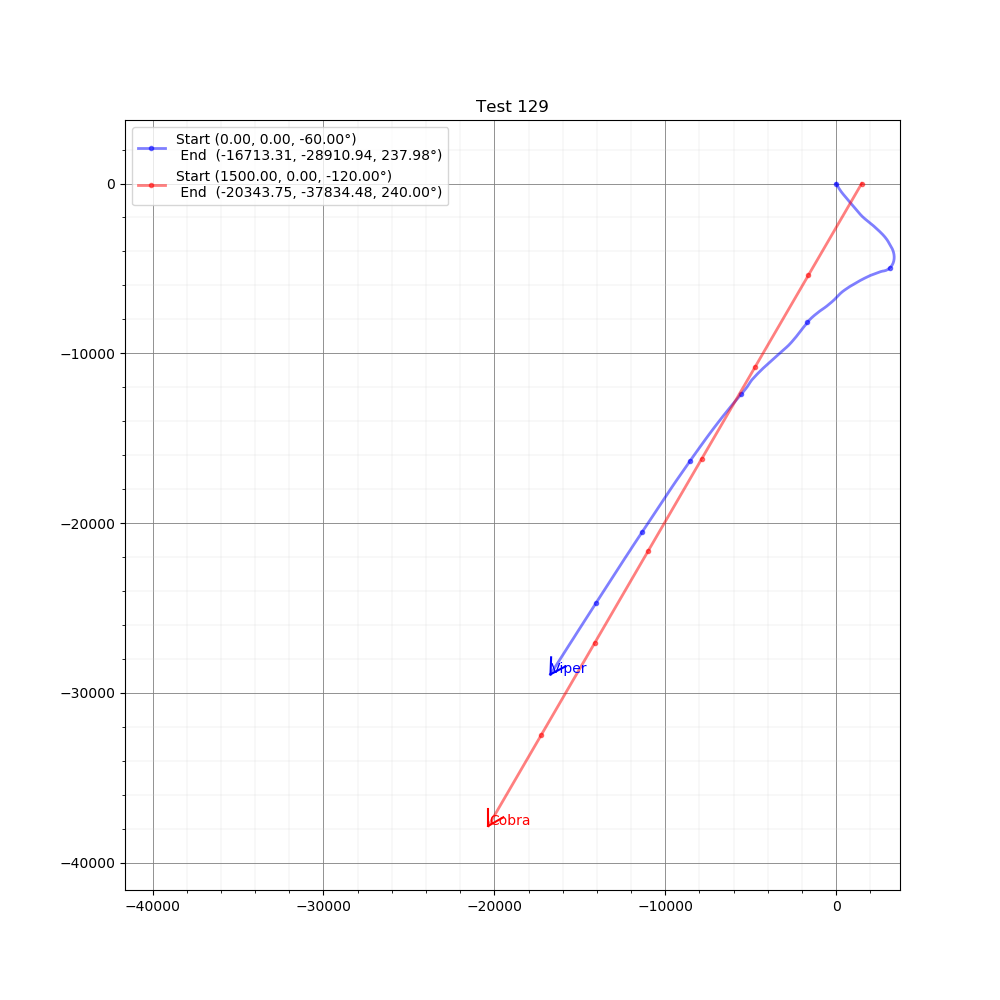 Test 129
Start (0.00, 0.00, -60.00°)
End  (-16713.31, -28910.94, 237.98°)
Start (1500.00, 0.00, -120.00°)
End  (-20343.75, -37834.48, 240.00°)
0
−10000
−20000
−30000
−40000
Viper
Cobra
−40000
−30000
−20000
−10000
0